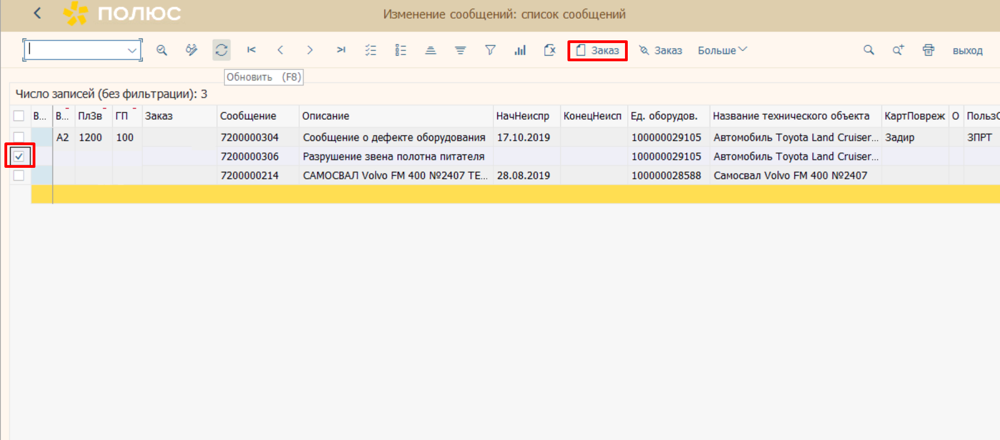 ПОЛЮС
Изменение сообщений: список сообщений
Заказ Заказ Больше выход
Обновить (F8)
Число записей (без фильтрации): 3
В... В... ПлЗв ГП Заказ Сообщение Описание НачНеиспр КонецНеисп Ед. оборудов. Название технического объекта КартПовреж О ПользС
A2 1200 100 7200000304 Сообщение о дефекте оборудования 17.10.2019 100000029105 Автомобиль Toyota Land Cruiser... Задир ЗПРТ
7200000306 Разрушение звена полотна питателя 100000029105 Автомобиль Toyota Land Cruiser...
7200000214 САМОСВАЛ Volvo FM 400 №2407 ТЕ... 28.08.2019 100000028588 Самосвал Volvo FM 400 №2407